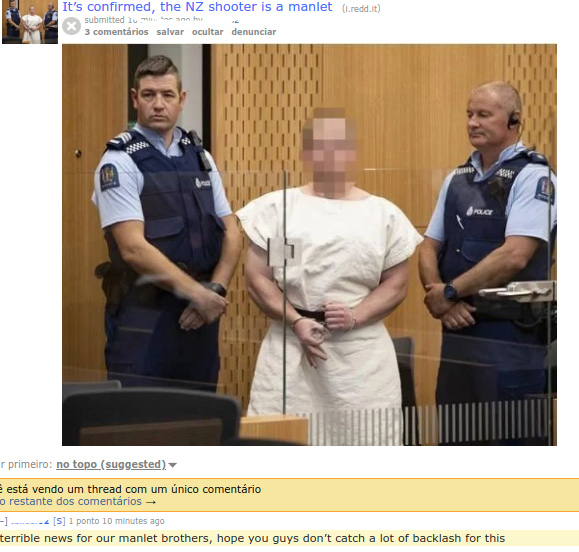 It's confirmed, the NZ shooter is a manlet (i.redd.it)
submitted
3 comentários salvar ocultar denunciar
POLICE
POLICE
r primeiro: no topo (suggested)
ê está vendo um thread com um único comentário
o restante dos comentários →
[S] 1 ponto 10 minutes ago
terrible news for our manlet brothers, hope you guys don't catch a lot of backlash for this